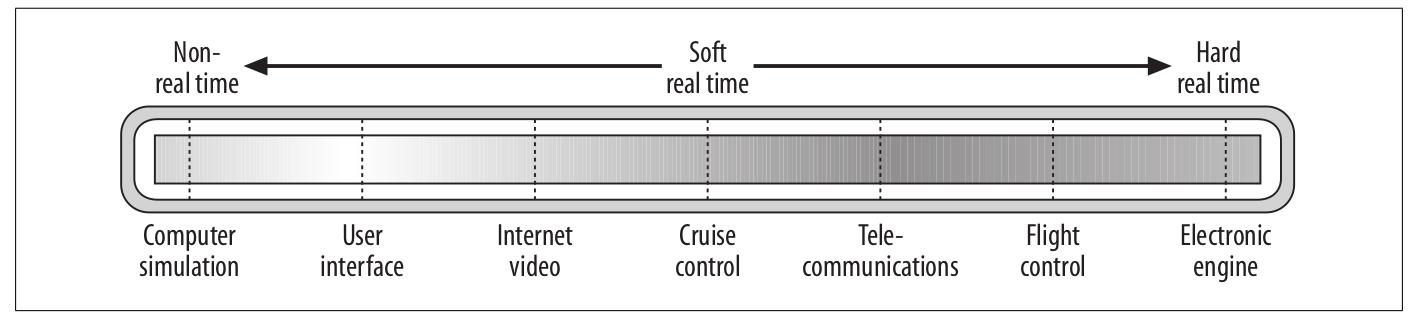 Non-
real time
Soft
real time
Hard
real time
Computer
simulation
User
interface
Internet
video
Cruise
control
Tele-
communications
Flight
control
Electronic
engine